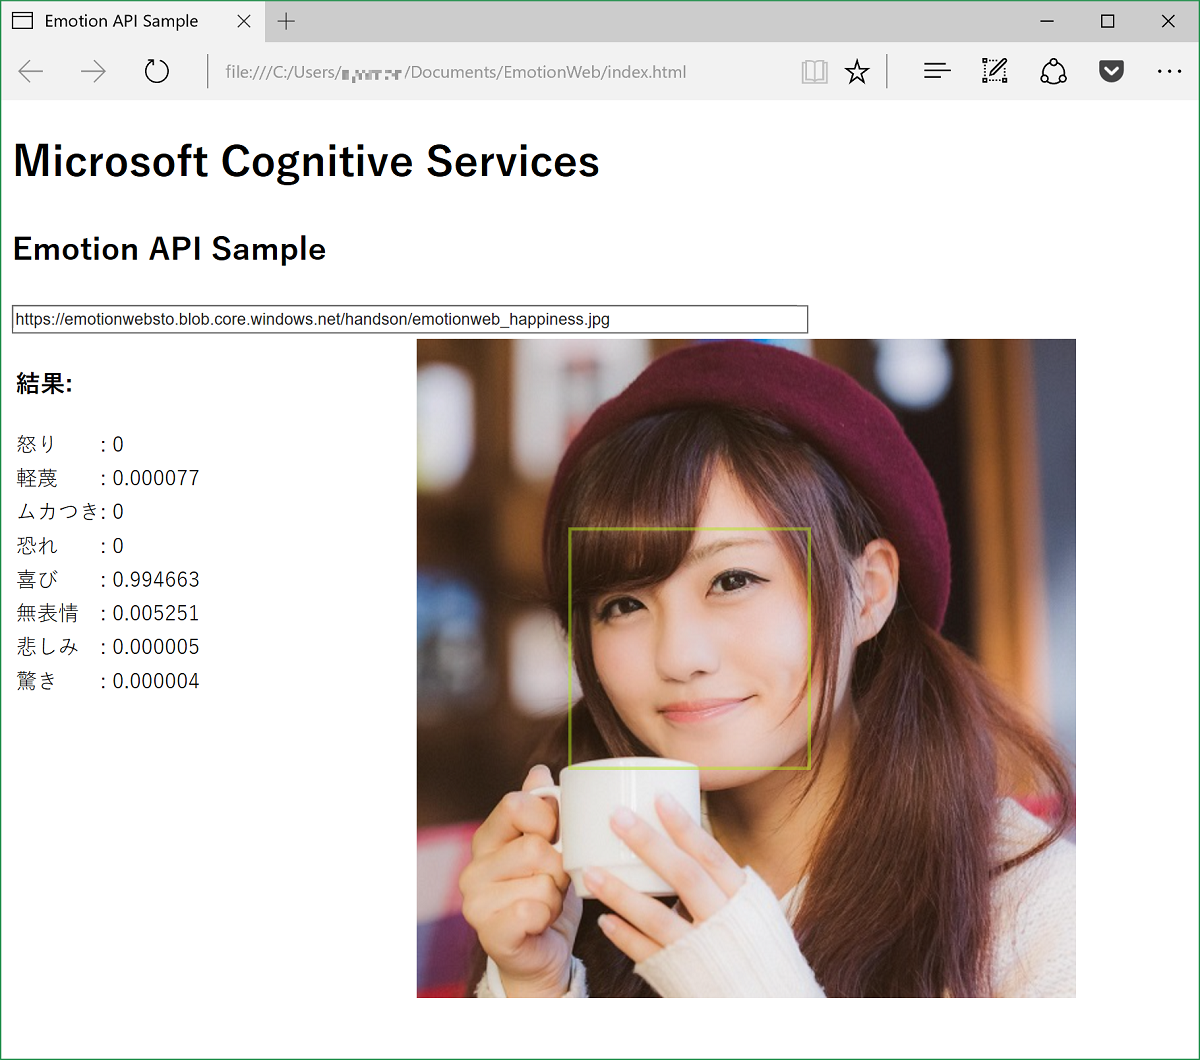 Emotion API Sample
file:///C:/Users/ /Documents/EmotionWeb/index.html
Microsoft Cognitive Services
Emotion API Sample
https://emotionwebsto.blob.core.windows.net/handson/emotionweb_happiness.jpg
結果:
怒り : 0
軽蔑 : 0.000077
ムカつき: 0
恐れ : 0
喜び : 0.994663
無表情 : 0.005251
悲しみ : 0.000005
驚き : 0.000004